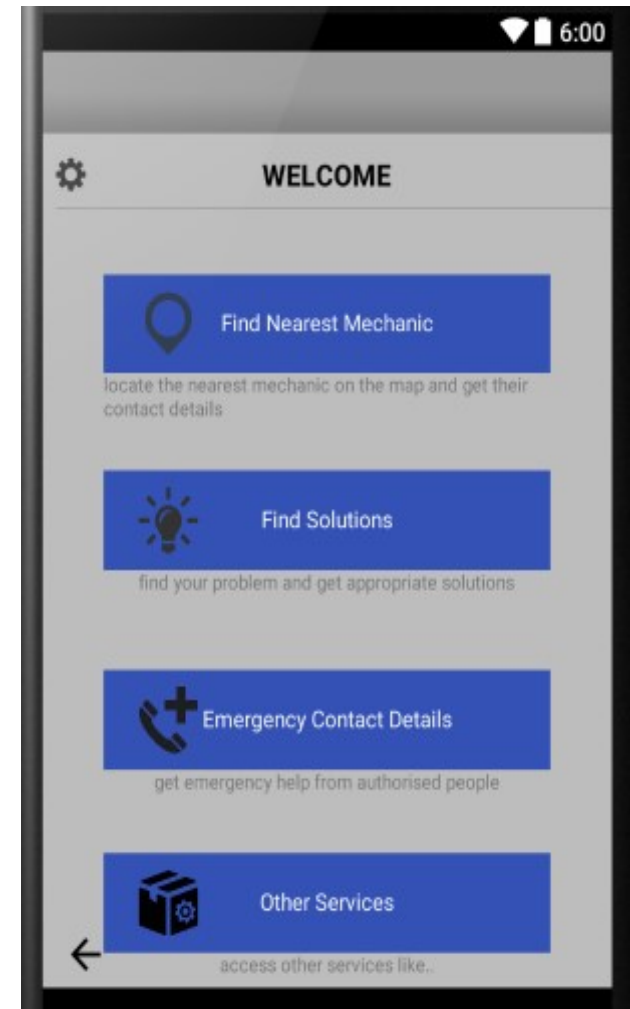 6:00
WELCOME
Find Nearest Mechanic
locate the nearest mechanic on the map and get their
contact details
Find Solutions
find your problem and get appropriate solutions
Emergency Contact Details
get emergency help from authorised people
Other Services
access other services like..